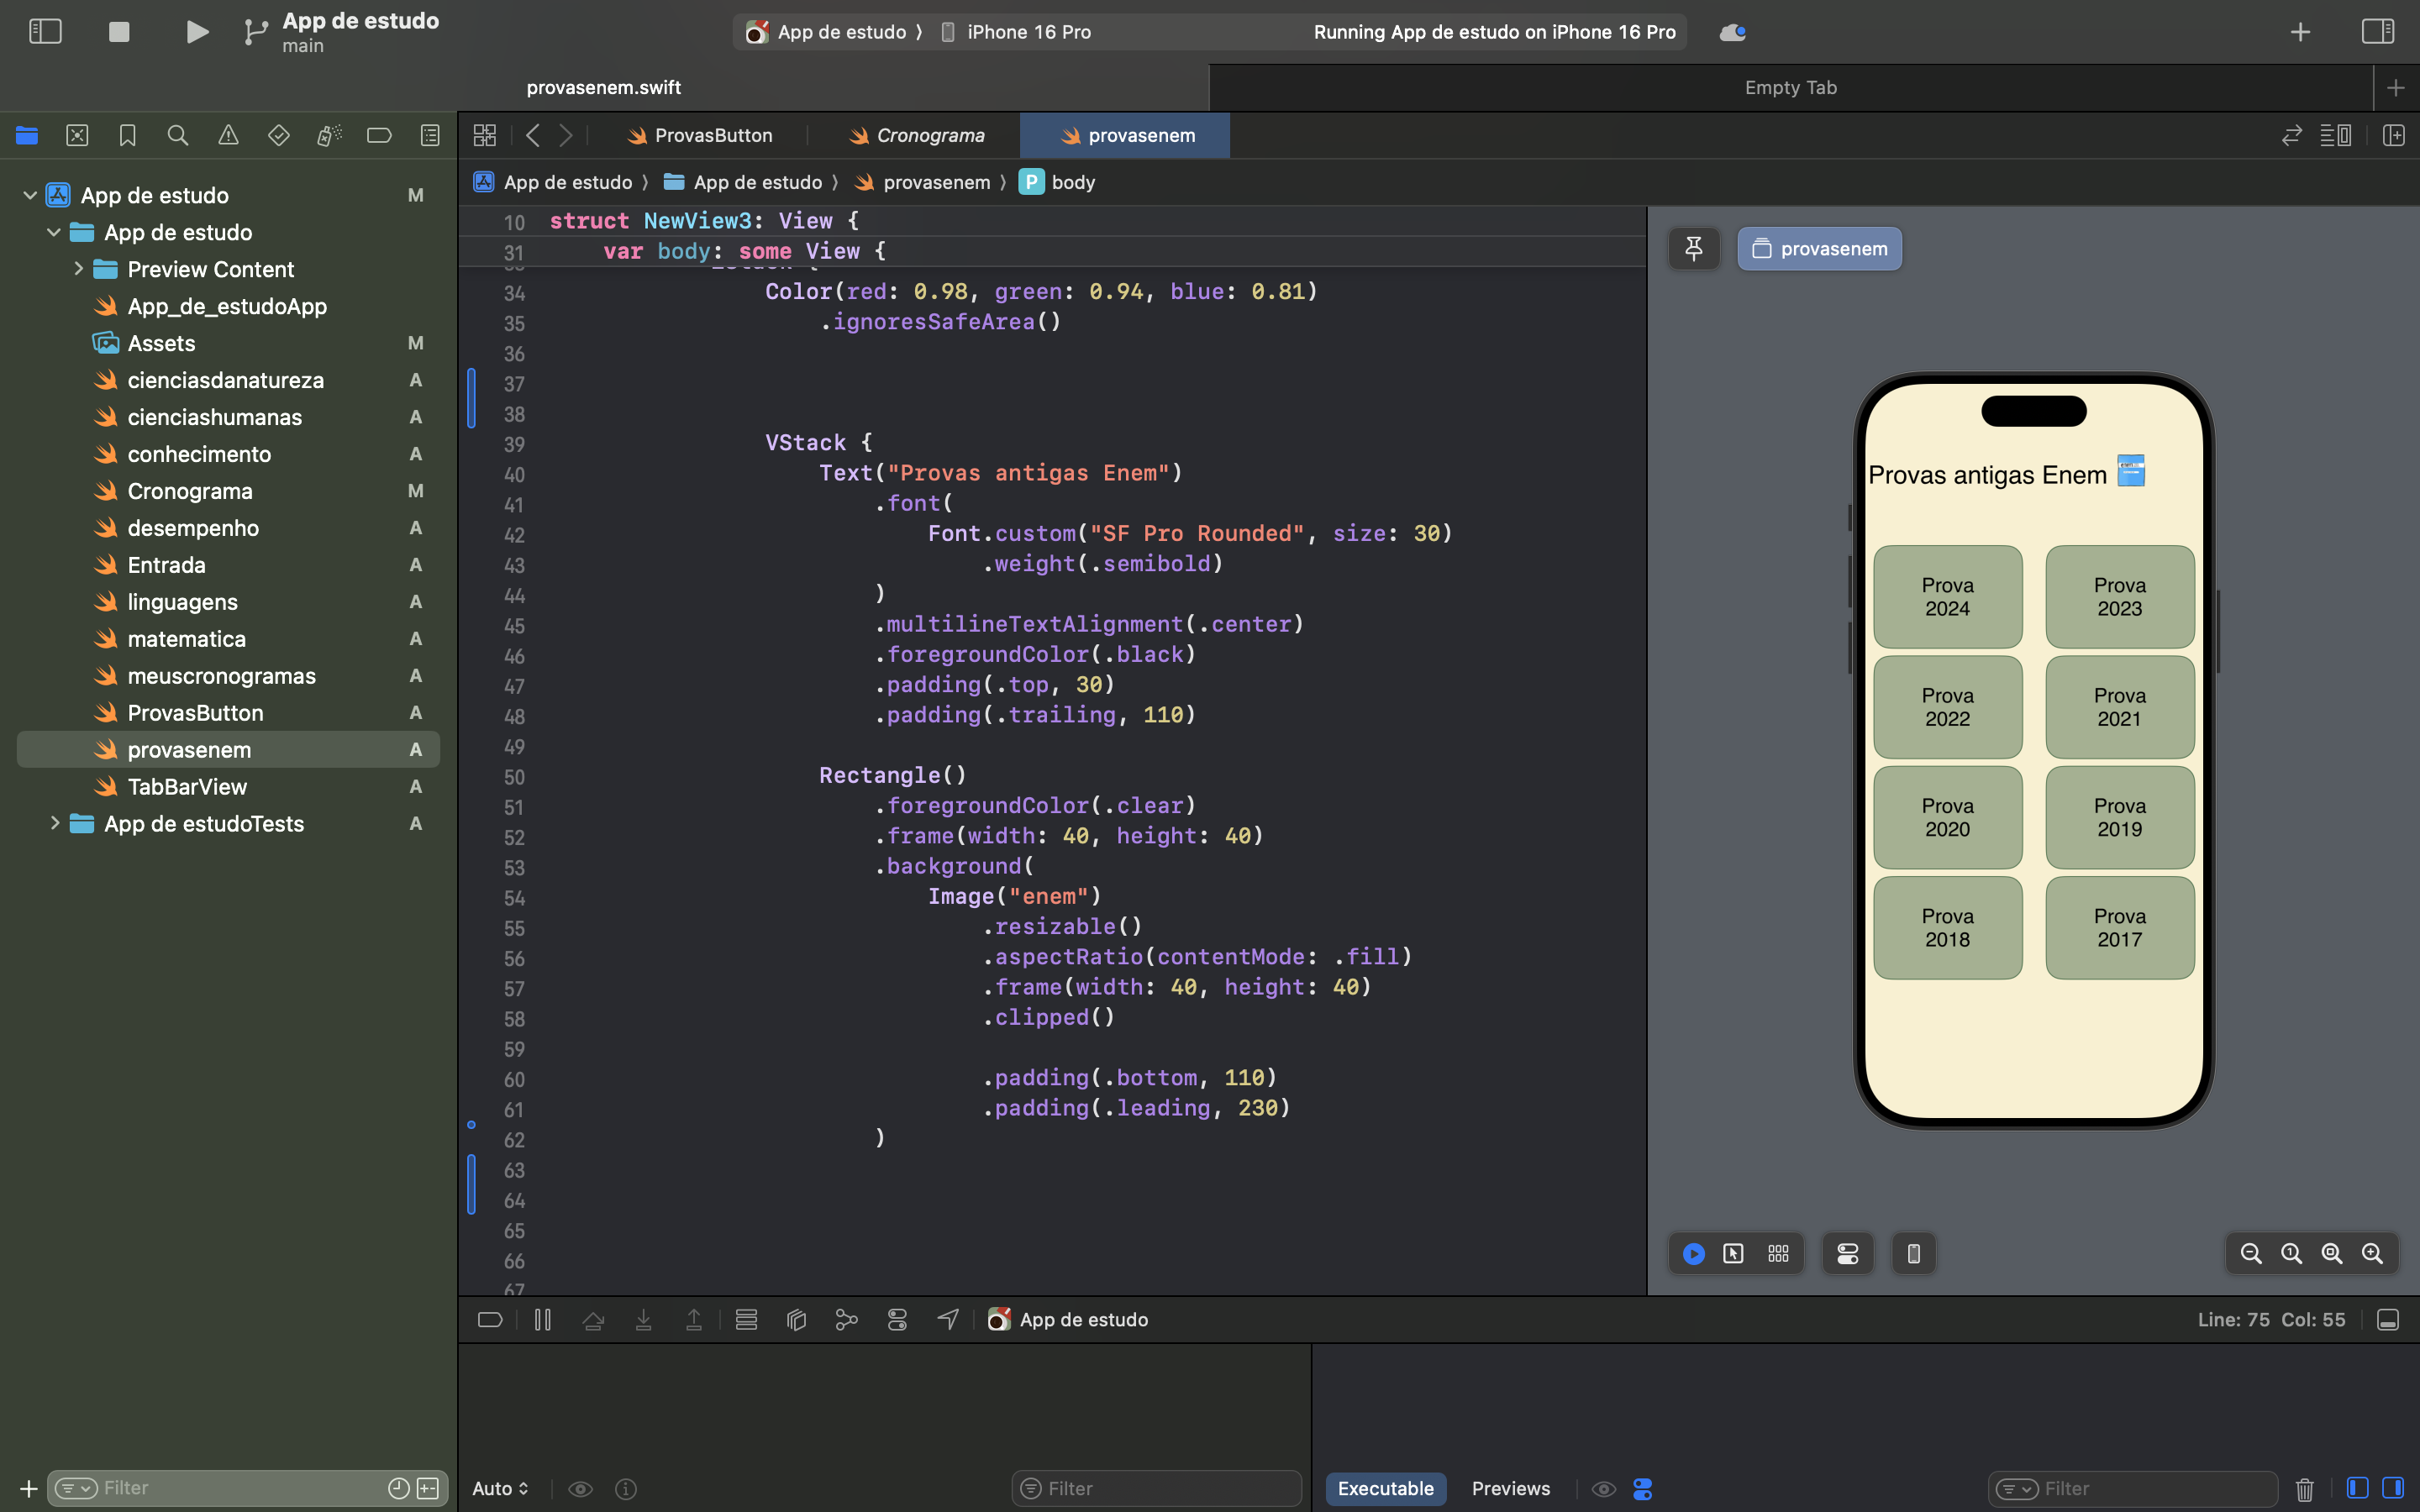 App de estudo
main
App de estudo 〉 iPhone 16 Pro
Running App de estudo on iPhone 16 Pro
provasenem.swift
Empty Tab
ProvasButton
Cronograma
provasenem
App de estudo 〉 App de estudo 〉 provasenem 〉 P body
App de estudo M
App de estudo
Preview Content
App_de_estudoApp
Assets M
cienciasdanatureza A
cienciashumanas A
conhecimento A
Cronograma M
desempenho A
Entrada A
linguagens A
matematica A
meuscronogramas A
ProvasButton A
provasenem A
TabBarView A
App de estudoTests A
Filter
10 struct NewView3: View {
31 var body: some View {
34 Color(red: 0.98, green: 0.94, blue: 0.81)
35 .ignoresSafeArea()
36
37
38
39 VStack {
40 Text("Provas antigas Enem")
41 .font(
42 Font.custom("SF Pro Rounded", size: 30)
43 .weight(.semibold)
44 )
45 .multilineTextAlignment(.center)
46 .foregroundColor(.black)
47 .padding(.top, 30)
48 .padding(.trailing, 110)
49
50 Rectangle()
51 .foregroundColor(.clear)
52 .frame(width: 40, height: 40)
53 .background(
54 Image("enem")
55 .resizable()
56 .aspectRatio(contentMode: .fill)
57 .frame(width: 40, height: 40)
58 .clipped()
59
60 .padding(.bottom, 110)
61 .padding(.leading, 230)
62 )
63
64
65
66
67
provasenem
Provas antigas Enem
Prova
2024
Prova
2023
Prova
2022
Prova
2021
Prova
2020
Prova
2019
Prova
2018
Prova
2017
App de estudo
Line: 75 Col: 55
Auto
Filter
Executable
Previews
Filter